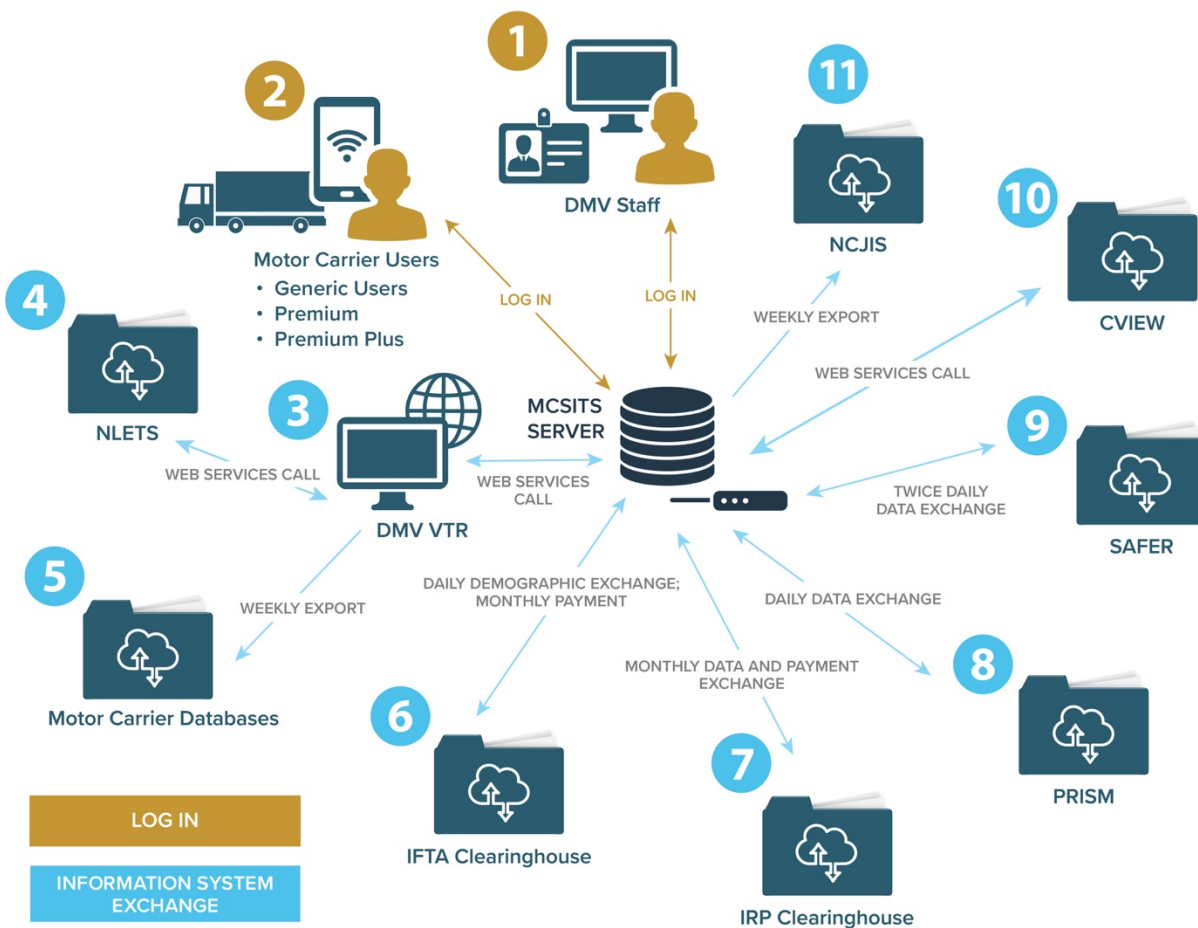 1
DMV Staff
2
Motor Carrier Users
• Generic Users
• Premium
• Premium Plus
11
NCJIS
10
CVIEW
4
NLETS
LOG IN
LOG IN
WEEKLY EXPORT
WEB SERVICES CALL
3
DMV VTR
MCSITS
SERVER
WEB SERVICES CALL
WEB SERVICES
CALL
9
SAFER
TWICE DAILY
DATA EXCHANGE
5
Motor Carrier Databases
WEEKLY EXPORT
DAILY DEMOGRAPHIC EXCHANGE;
MONTHLY PAYMENT
DAILY DATA EXCHANGE
MONTHLY DATA AND PAYMENT
EXCHANGE
8
PRISM
6
IFTA Clearinghouse
7
IRP Clearinghouse
LOG IN
INFORMATION SYSTEM
EXCHANGE